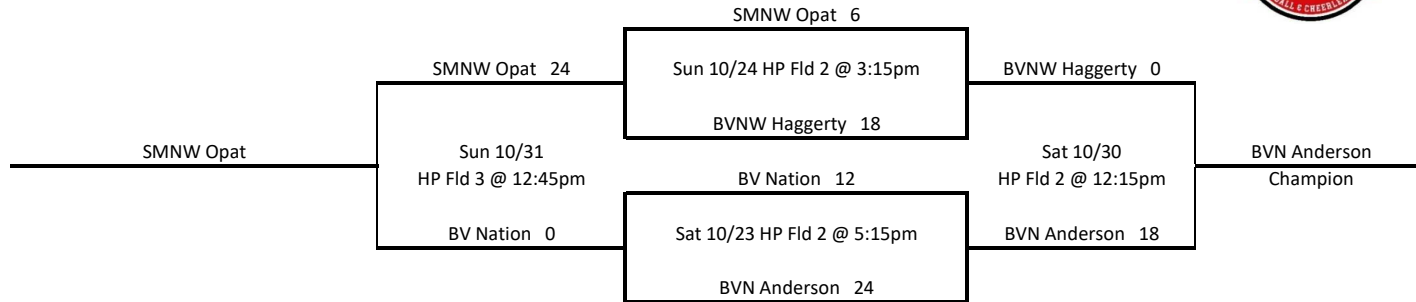 ALL & CHEERLE
SMNW Opat 6
SMNW Opat 24
Sun 10/24 HP Fld 2 @ 3:15pm
BVNW Haggerty 0
BVNW Haggerty 18
SMNW Opat
Sun 10/31
Sat 10/30
BVN Anderson
HP Fld 3 @ 12:45pm
BV Nation 12
HP Fld 2 @ 12:15pm
Champion
BV Nation 0
Sat 10/23 HP Fld 2 @ 5:15pm
BVN Anderson 18
BVN Anderson 24